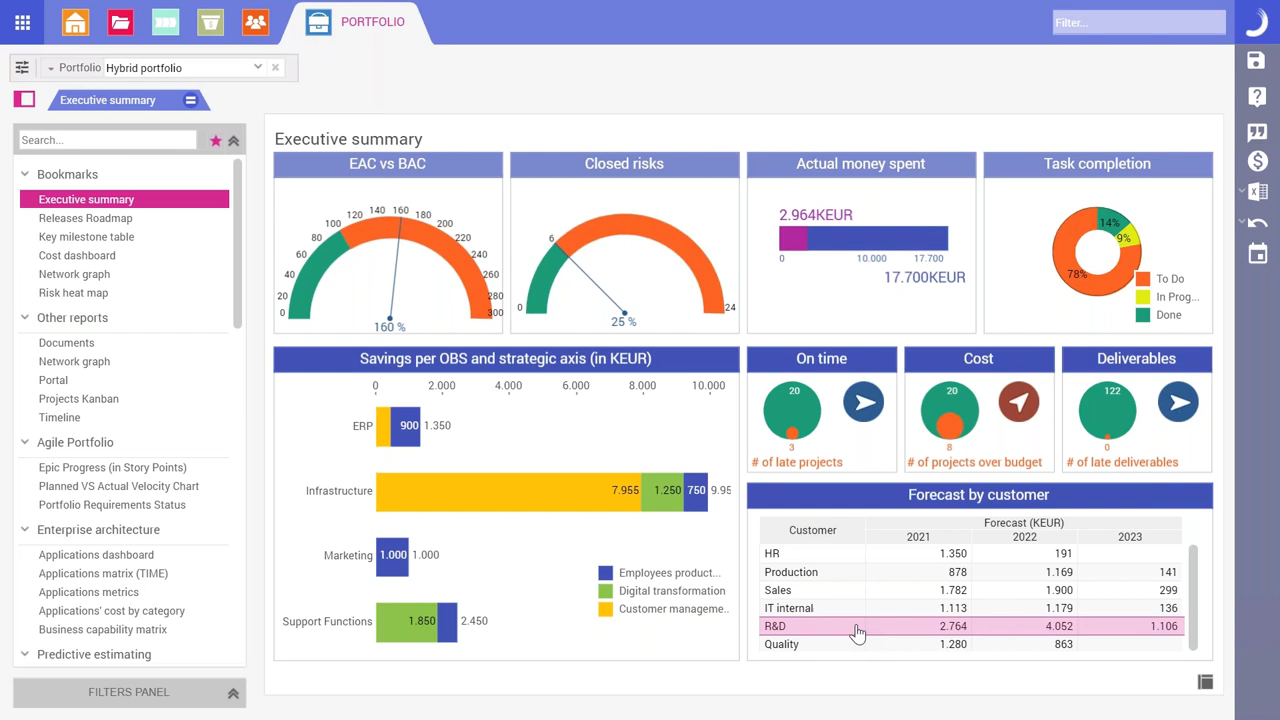 PORTFOLIO
Filter...
Portfolio Hybrid portfolio
Executive summary
Search...
Bookmarks
Executive summary
Releases Roadmap
Key milestone table
Cost dashboard
Network graph
Risk heat map
Other reports
Documents
Network graph
Portal
Projects Kanban
Timeline
Agile Portfolio
Epic Progress (in Story Points)
Planned VS Actual Velocity Chart
Portfolio Requirements Status
Enterprise architecture
Applications dashboard
Applications matrix (TIME)
Applications metrics
Applications' cost by category
Business capability matrix
Predictive estimating
FILTERS PANEL
Executive summary
EAC vs BAC
0 20 40 60 80 100 120 140 160 180 200 220 240 260 280 300
160 %
Closed risks
0 6 24
25 %
Actual money spent
2.964KEUR
0 10.000 17.700
17.700KEUR
Task completion
14%
9%
78%
To Do
In Prog...
Done
Savings per OBS and strategic axis (in KEUR)
0 2.000 4.000 6.000 8.000 10.000
ERP 900 1.350
Infrastructure 7.955 1.250 750 9.95
Marketing 1.000 1.000
Support Functions 1.850 2.450
Employees product...
Digital transformation
Customer manageme..
On time
20
3
# of late projects
Cost
20
8
# of projects over budget
Deliverables
122
0
# of late deliverables
Forecast by customer
Customer Forecast (KEUR)
2021 2022 2023
HR 1.350 191
Production 878 1.169 141
Sales 1.782 1.900 299
IT internal 1.113 1.179 136
R&D 2.764 4.052 1.106
Quality 1.280 863